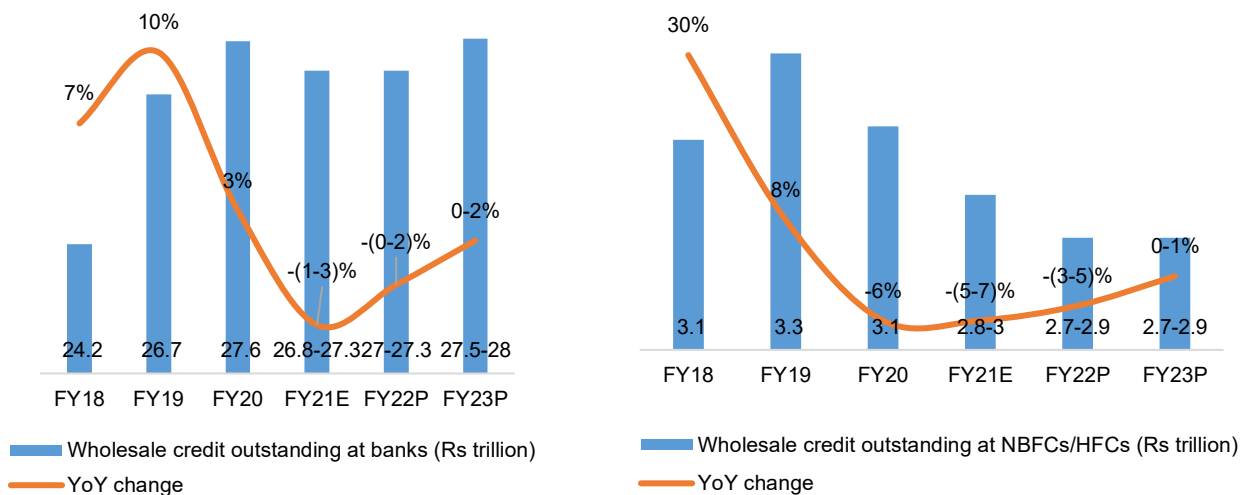 10%
7%
3%
-(1-3)%
-(0-2)%
0-2%
24.2
26.7
27.6
26.8-27.3
27-27.3
27.5-28
FY18
FY19
FY20
FY21E
FY22P
FY23P
Wholesale credit outstanding at banks (Rs trillion)
YoY change
30%
8%
-6%
-(5-7)%
-(3-5)%
0-1%
3.1
3.3
3.1
2.8-3
2.7-2.9
2.7-2.9
FY18
FY19
FY20
FY21E
FY22P
FY23P
Wholesale credit outstanding at NBFCs/HFCs (Rs trillion)
YoY change